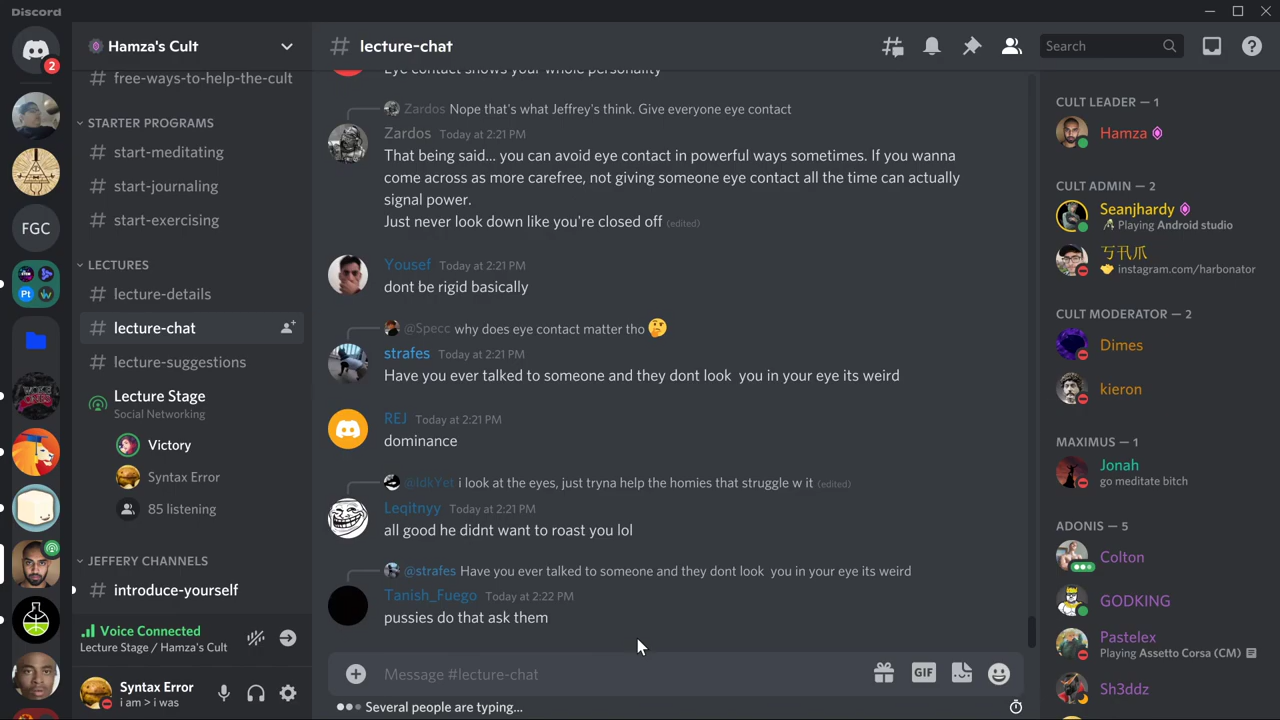 Discord
2
FGC
Hamza's Cult
free-ways-to-help-the-cult
STARTER PROGRAMS
start-meditating
start-journaling
start-exercising
LECTURES
lecture-details
lecture-chat
lecture-suggestions
Lecture Stage
Social Networking
Victory
Syntax Error
85 listening
JEFFERY CHANNELS
introduce-yourself
Voice Connected
Lecture Stage / Hamza's Cult
Syntax Error
i am > i was
# lecture-chat
Search
Eye contact shows your whole personality
Zardos Nope that's what Jeffrey's think. Give everyone eye contact
Zardos Today at 2:21 PM
That being said... you can avoid eye contact in powerful ways sometimes. If you wanna
come across as more carefree, not giving someone eye contact all the time can actually
signal power.
Just never look down like you're closed off (edited)
Yousef Today at 2:21 PM
dont be rigid basically
@Specc why does eye contact matter tho 🤔
strafes Today at 2:21 PM
Have you ever talked to someone and they dont look you in your eye its weird
REJ Today at 2:21 PM
dominance
@IdkYet i look at the eyes, just tryna help the homies that struggle w it (edited)
Leqitnyy Today at 2:21 PM
all good he didnt want to roast you lol
@strafes Have you ever talked to someone and they dont look you in your eye its weird
Tanish_Fuego Today at 2:22 PM
pussies do that ask them
Message #lecture-chat
GIF
Several people are typing...
CULT LEADER — 1
Hamza
CULT ADMIN — 2
Seanjhardy
Playing Android studio
instagram.com/harbonator
CULT MODERATOR — 2
Dimes
kieron
MAXIMUS — 1
Jonah
go meditate bitch
ADONIS — 5
Colton
GODKING
Pastelex
Playing Assetto Corsa (CM)
Sh3ddz